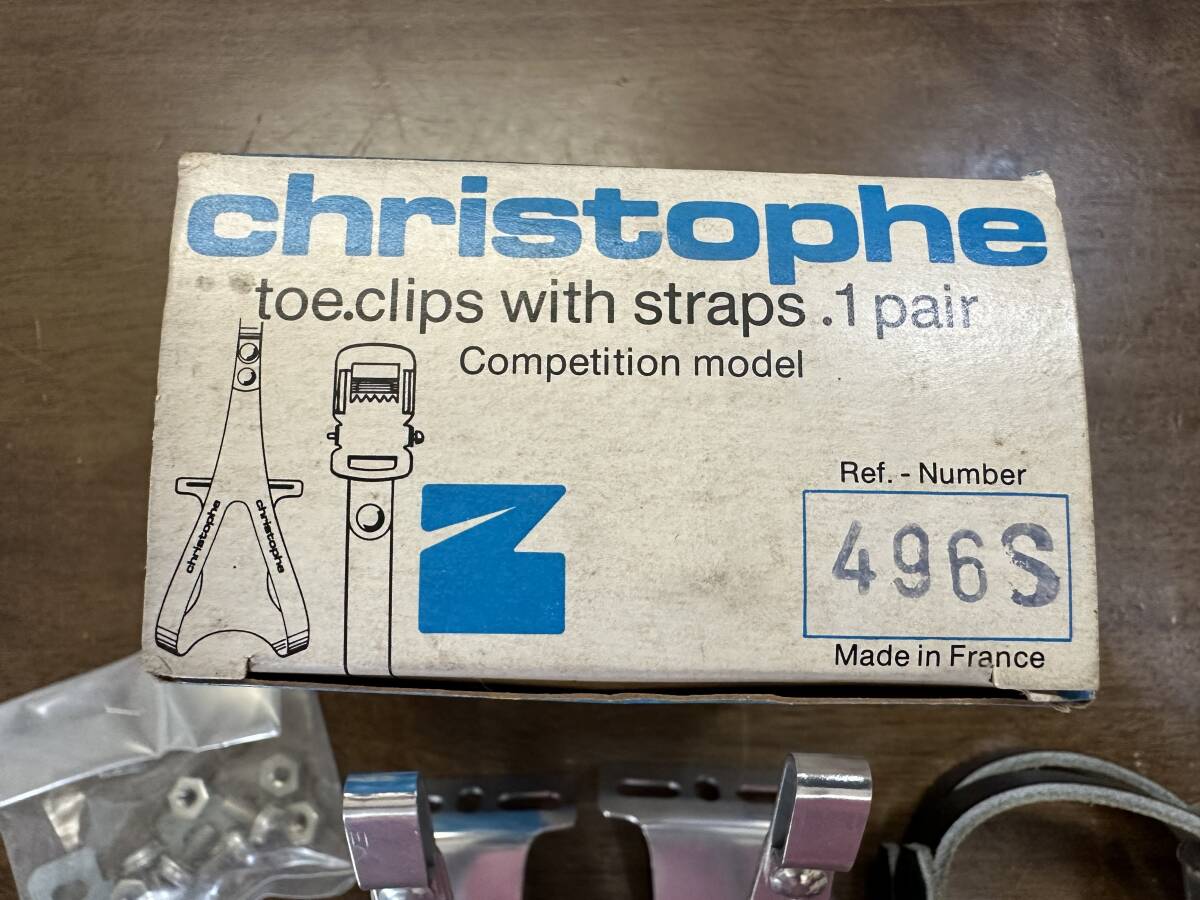 christophe
toe.clips with straps .1 pair
Competition model
christophe
christophe
Ref. - Number
496S
Made in France